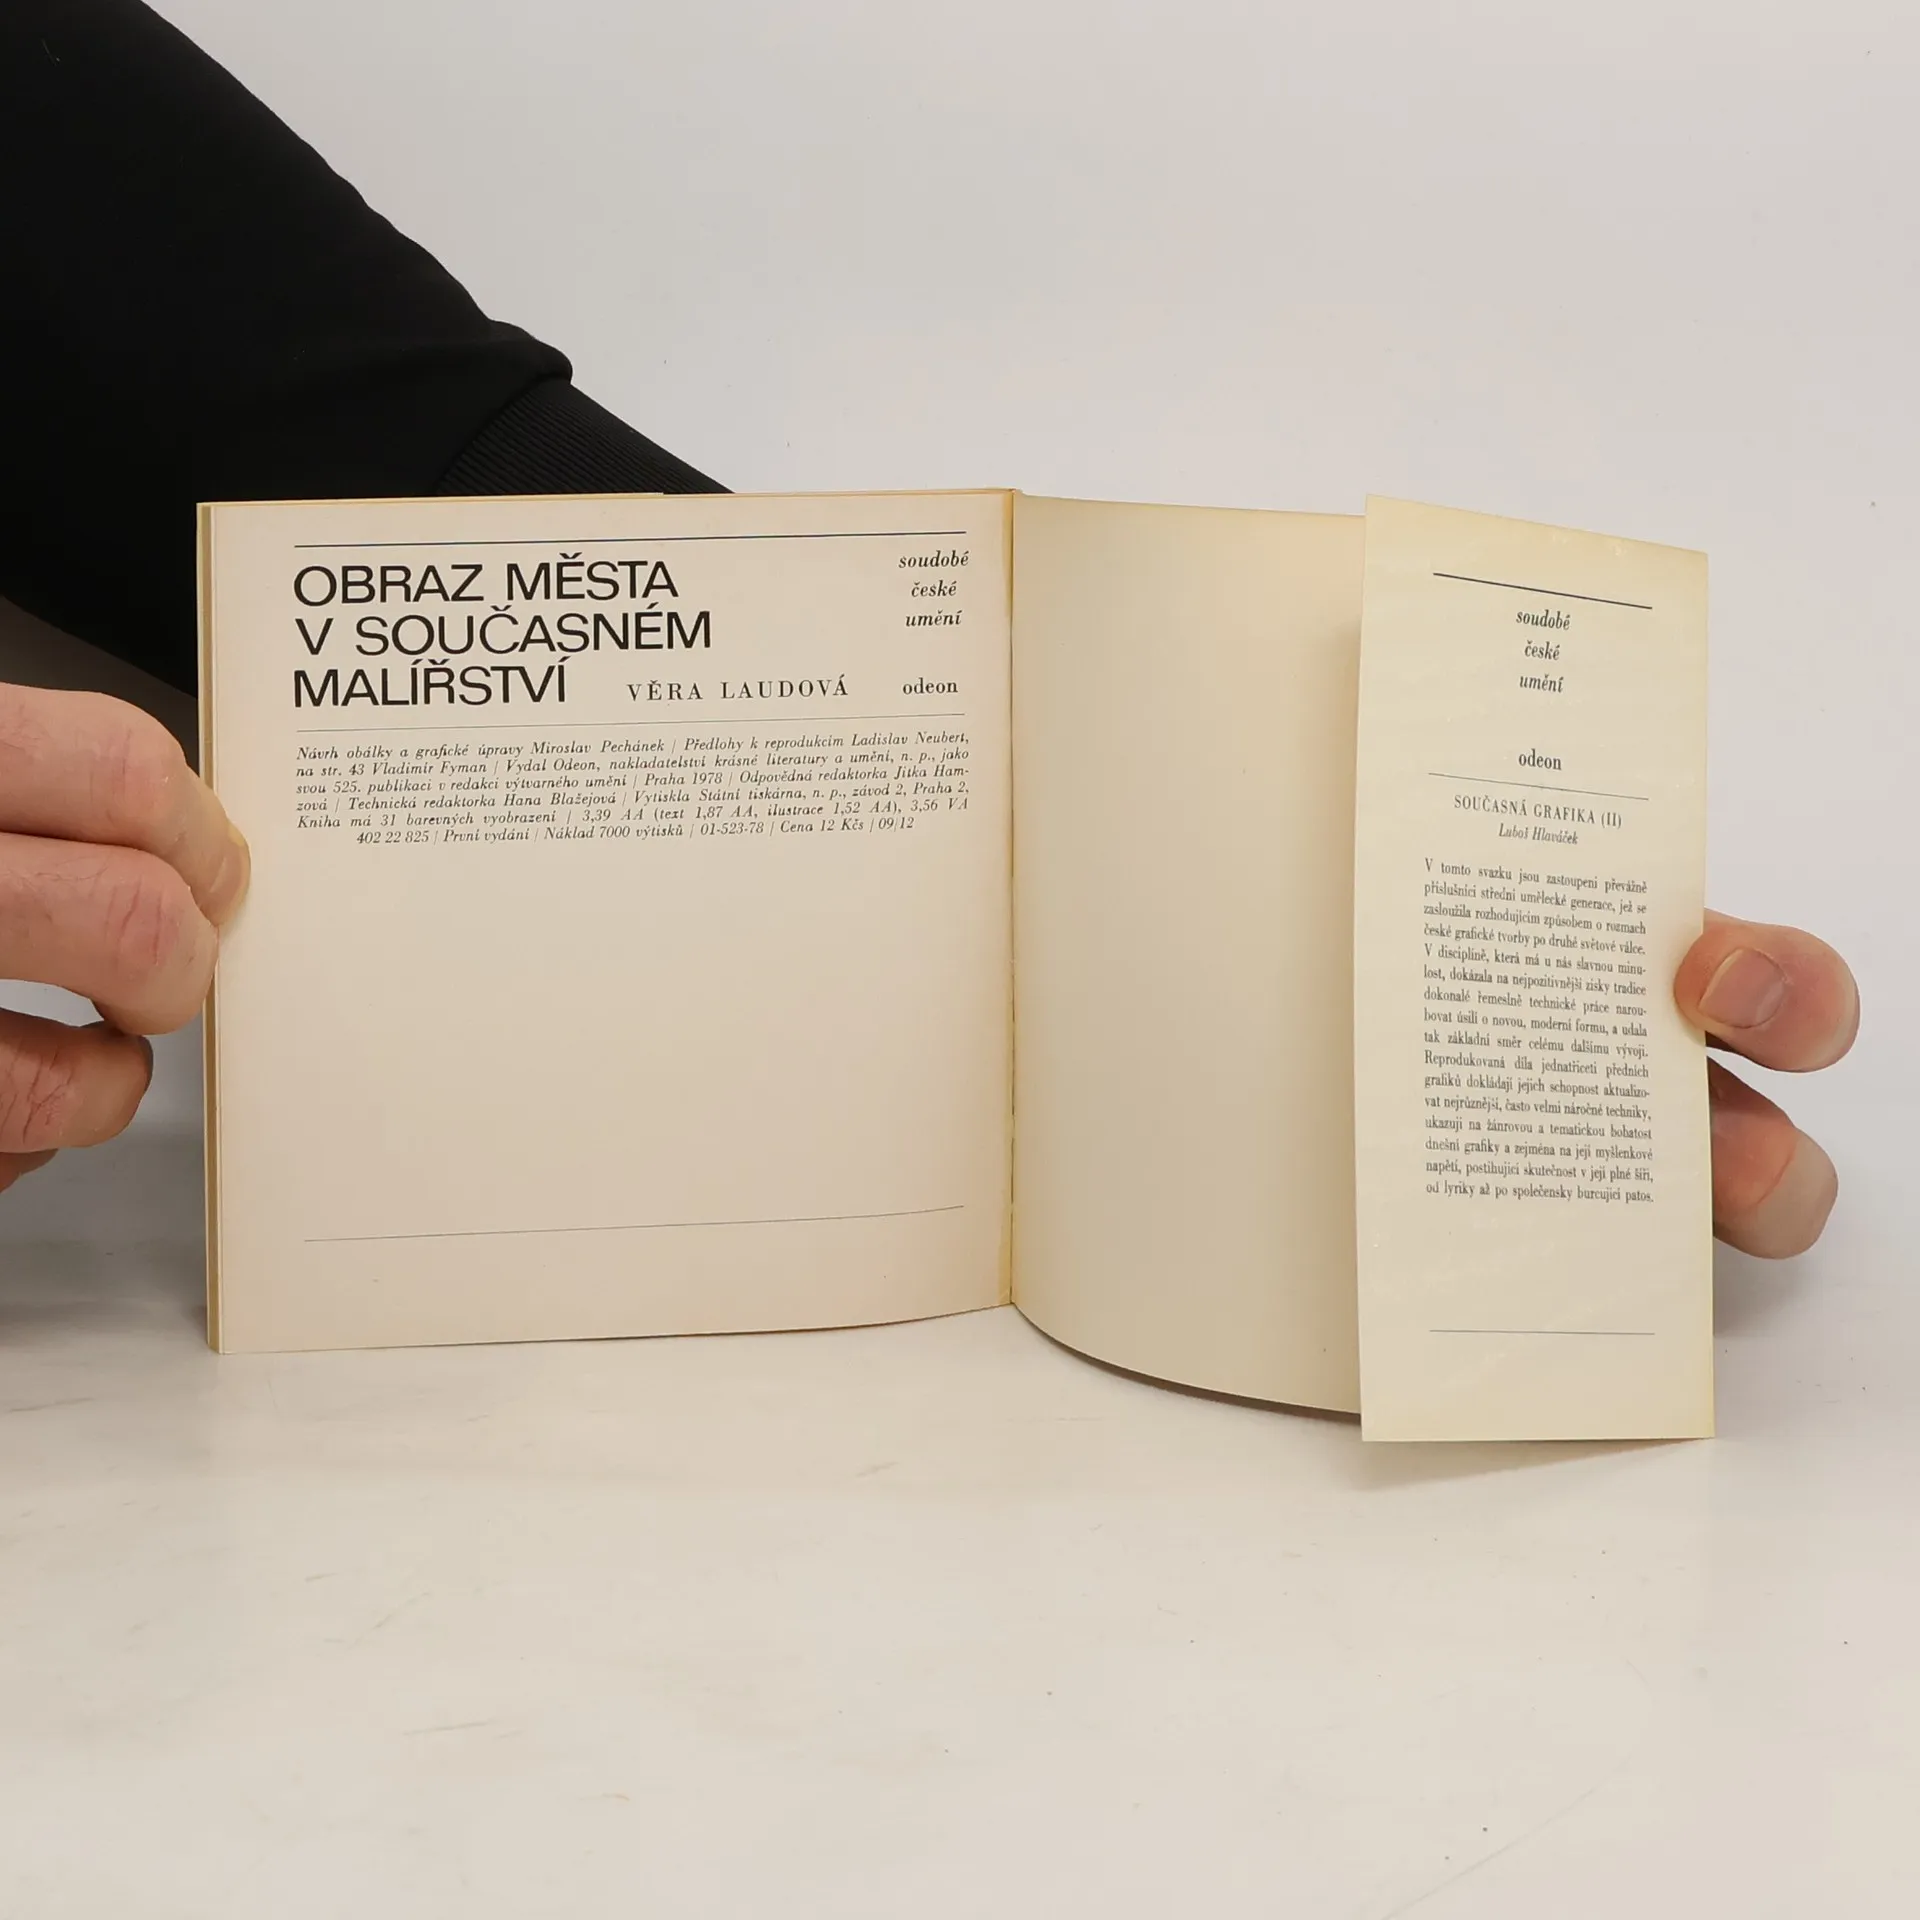 OBRAZ MĚSTA
V SOUČASNÉM
MALÍŘSTVÍ
VĚRA LAUDOVÁ
soudobé
české
umění
odeon
Návrh obálky a grafické úpravy Miroslav Pechánek | Předlohy k reprodukcím Ladislav Neubert,
na str. 43 Vladimír Fyman | Vydal Odeon, nakladatelství krásné literatury a umění, n. p., jako
svou 525. publikaci v redakci výtvarného umění | Praha 1978 | Odpovědná redaktorka Jitka Ham-
zová | Technická redaktorka Hana Blažejová | Vytiskla Státní tiskárna, n. p., závod 2, Praha 2,
Kniha má 31 barevných vyobrazení | 3,39 AA (text 1,87 AA, ilustrace 1,52 AA), 3,56 VA
402 22 825 | První vydání | Náklad 7000 výtisků | 01-523-78 | Cena 12 Kčs | 09/12
soudobé
české
umění
odeon
SOUČASNÁ GRAFIKA (II)
Luboš Hlaváček
V tomto svazku jsou zastoupeni převážně
příslušníci střední umělecké generace, jež se
zasloužila rozhodujícím způsobem o rozmach
české grafické tvorby po druhé světové válce.
V disciplíně, která má u nás slavnou minu-
lost, dokázala na nejpozitivnější zisky tradice
dokonalé řemeslně technické práce narou-
bovat úsilí o novou, moderní formu, a udala
tak základní směr celému dalšímu vývoji.
Reprodukovaná díla jednatřiceti předních
grafiků dokládají jejich schopnost aktualizo-
vat nejrůznější, často velmi náročné techniky,
ukazují na žánrovou a tematickou bohatost
dnešní grafiky a zejména na její myšlenkové
napětí, postihující skutečnost v její plné šíři,
od lyriky až po společensky burcující patos.